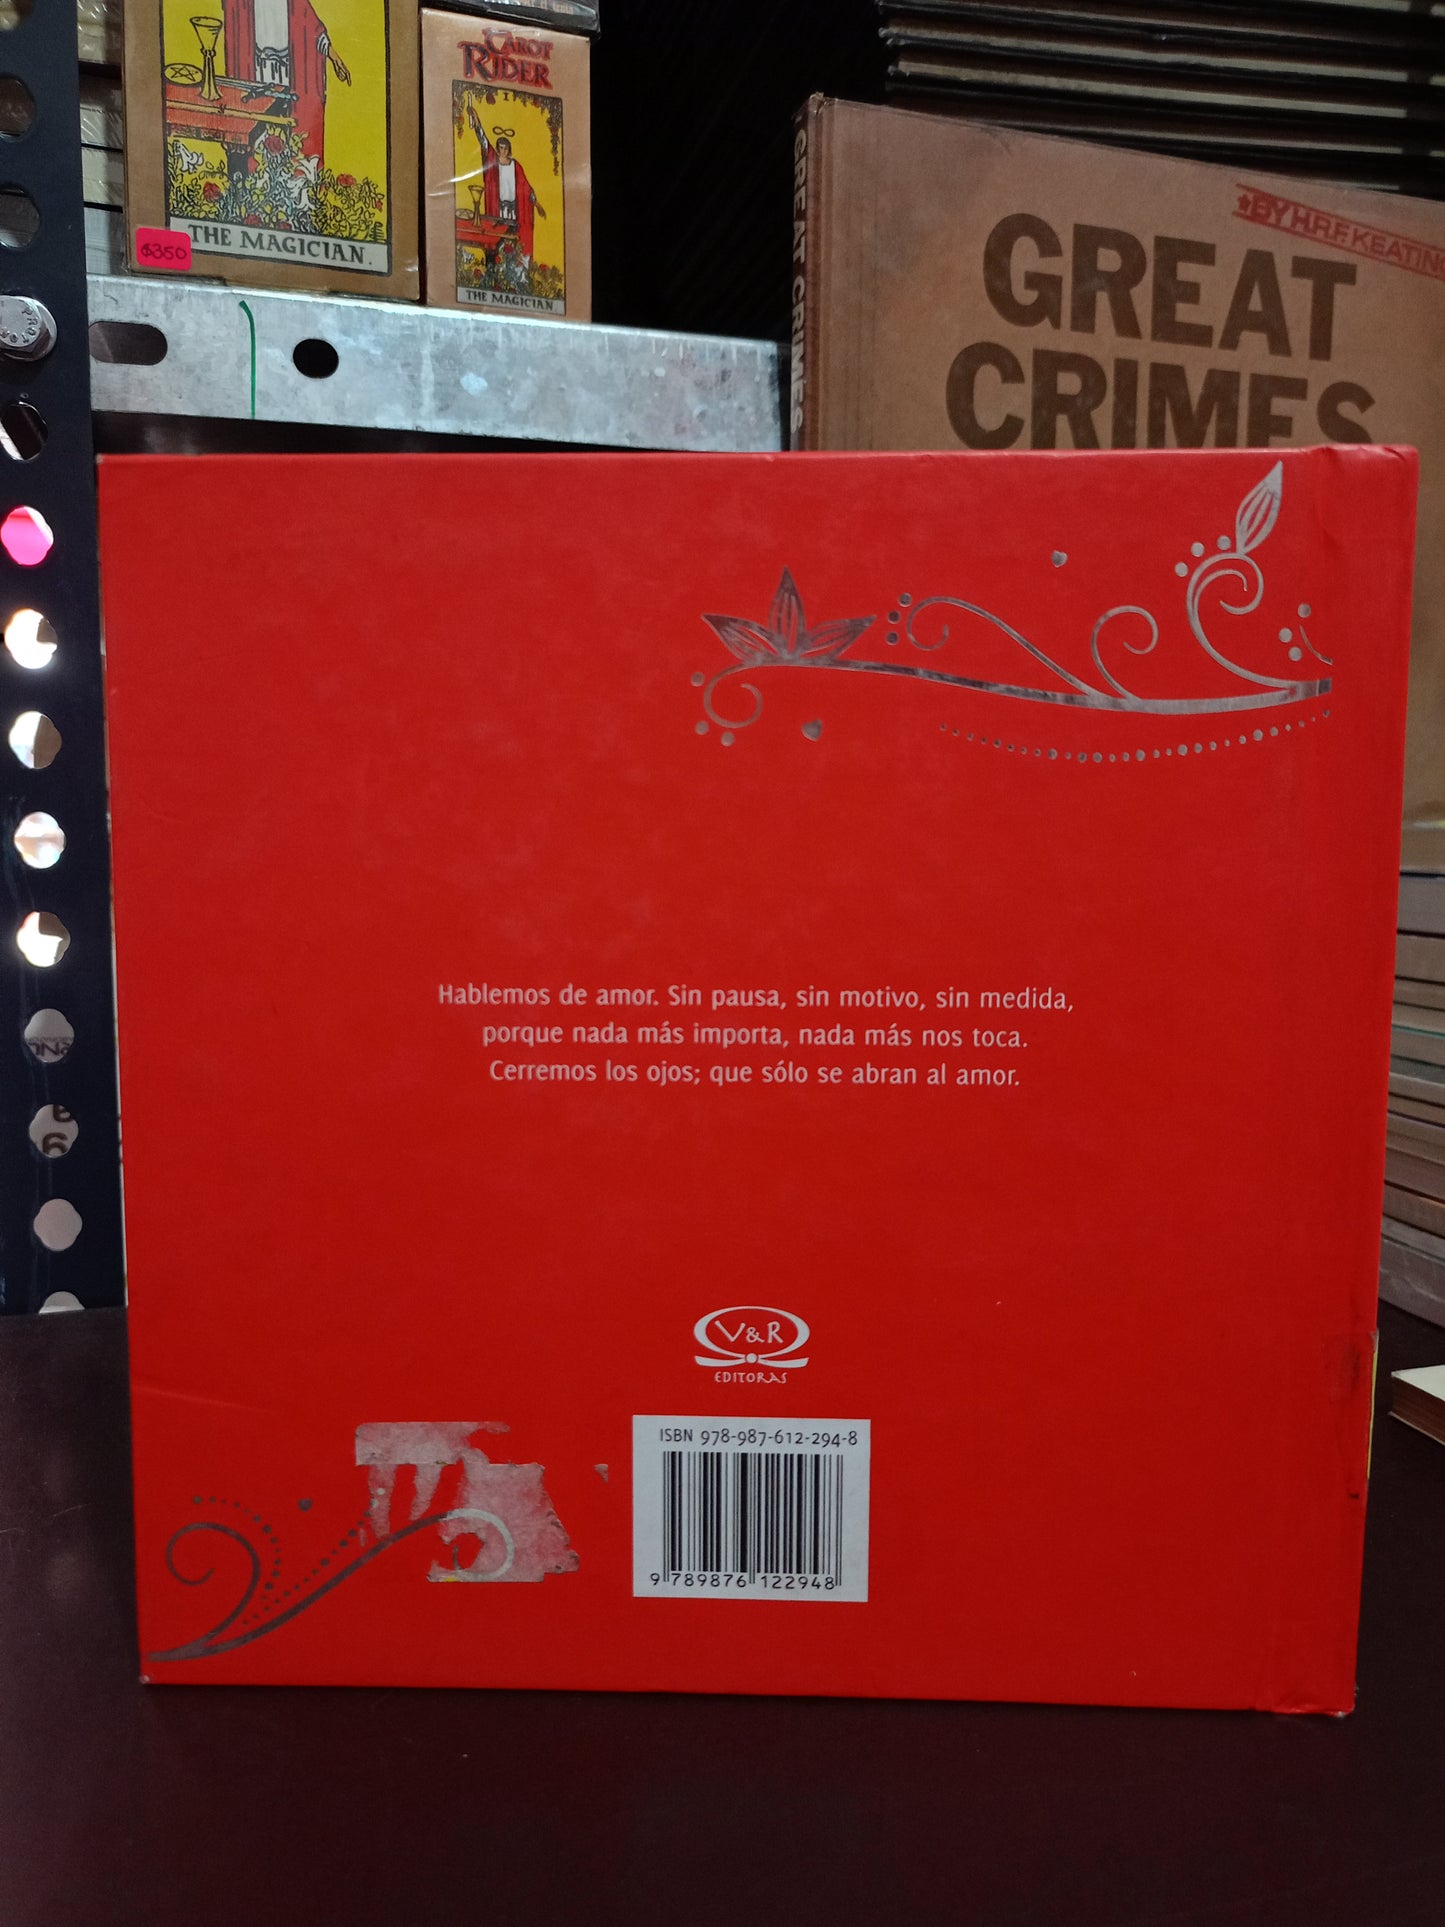 TAROT
RIDER
I
THE MAGICIAN.
$350
THE MAGICIAN
GREAT CRIMES
BY H.R.F. KEATING
GREAT
CRIMES
Hablemos de amor. Sin pausa, sin motivo, sin medida,
porque nada más importa, nada más nos toca.
Cerremos los ojos; que sólo se abran al amor.
V&R
EDITORAS
ISBN 978-987-612-294-8
9 789876 122948